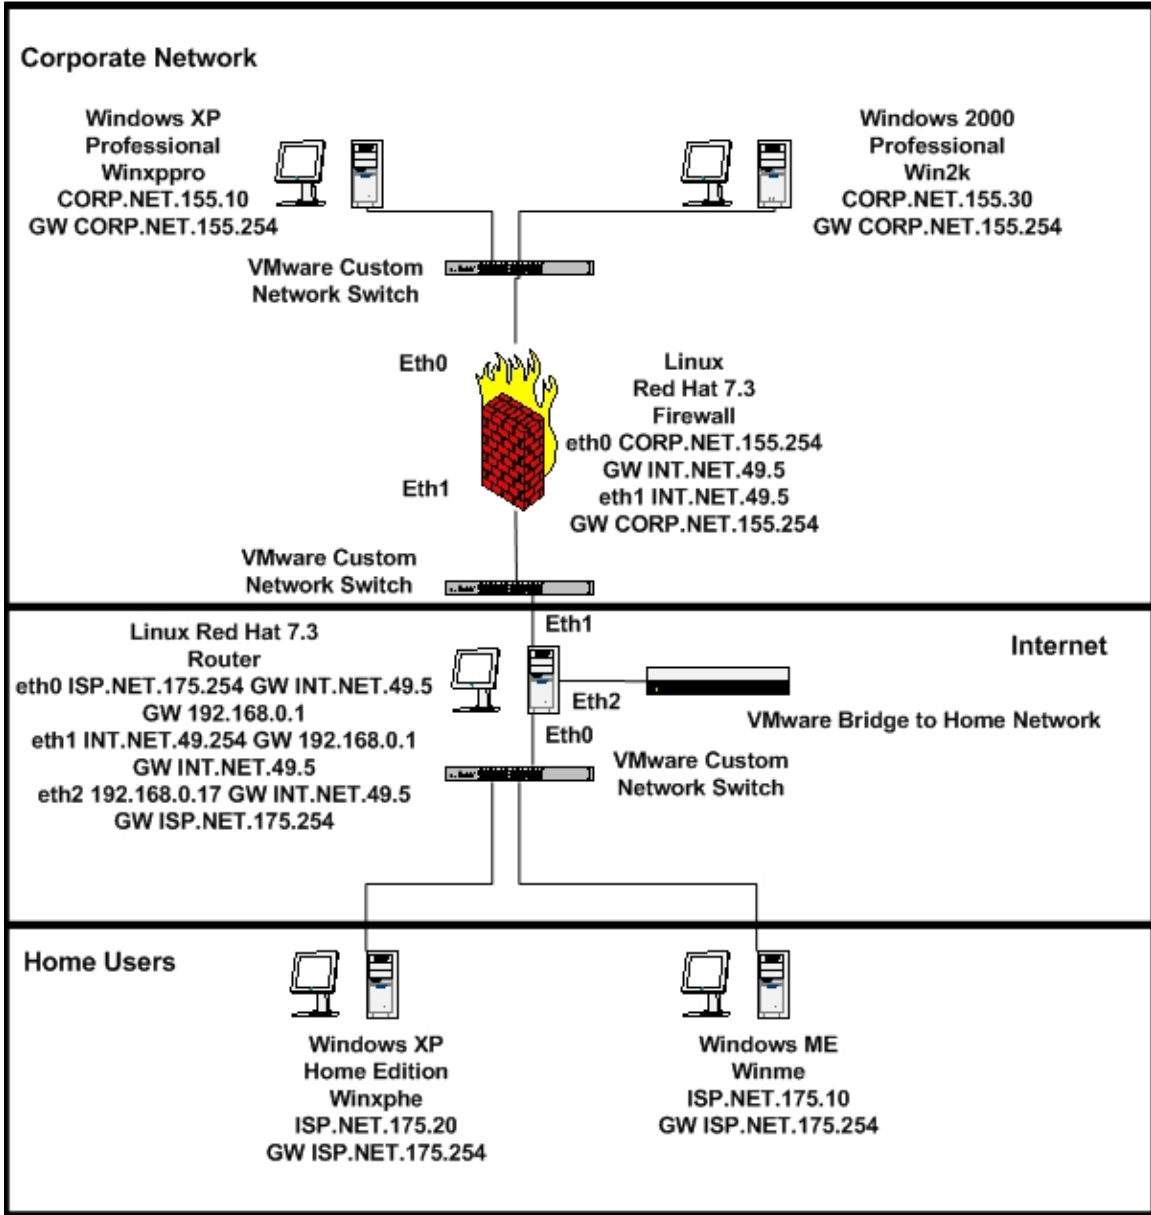 Corporate Network
Windows XP
Professional
Winxppro
CORP.NET.155.10
GW CORP.NET.155.254
Windows 2000
Professional
Win2k
CORP.NET.155.30
GW CORP.NET.155.254
VMware Custom
Network Switch
Eth0
Linux
Red Hat 7.3
Firewall
eth0 CORP.NET.155.254
GW INT.NET.49.5
eth1 INT.NET.49.5
GW CORP.NET.155.254
Eth1
VMware Custom
Network Switch
Linux Red Hat 7.3
Router
eth0 ISP.NET.175.254 GW INT.NET.49.5
GW 192.168.0.1
eth1 INT.NET.49.254 GW 192.168.0.1
GW INT.NET.49.5
eth2 192.168.0.17 GW INT.NET.49.5
GW ISP.NET.175.254
Eth1
Internet
Eth2
VMware Bridge to Home Network
Eth0
VMware Custom
Network Switch
Home Users
Windows XP
Home Edition
Winxphe
ISP.NET.175.20
GW ISP.NET.175.254
Windows ME
Winme
ISP.NET.175.10
GW ISP.NET.175.254